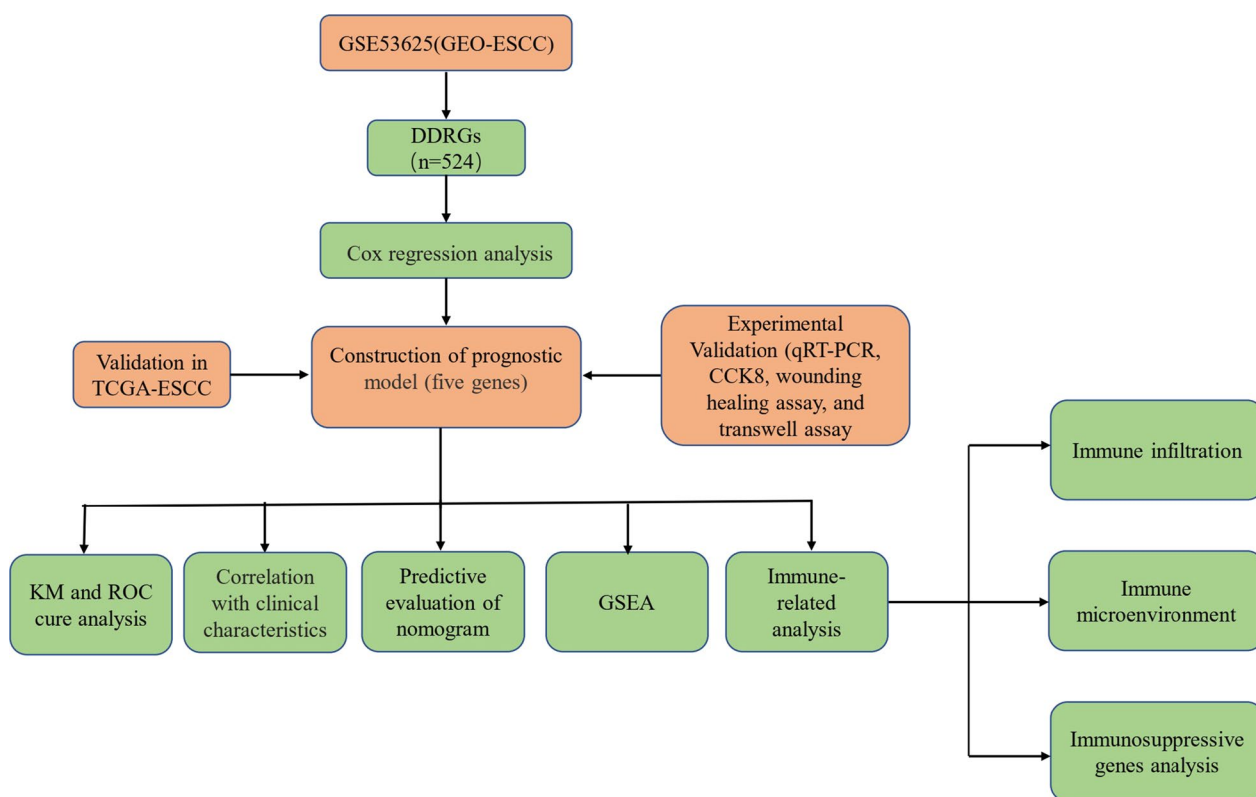 GSE53625(GEO-ESCC)
DDRGs
(n=524)
Cox regression analysis
Validation in
TCGA-ESCC
Construction of prognostic
model (five genes)
Experimental
Validation (qRT-PCR,
CCK8, wounding
healing assay, and
transwell assay
KM and ROC
cure analysis
Correlation
with clinical
characteristics
Predictive
evaluation of
nomogram
GSEA
Immune-
related
analysis
Immune infiltration
Immune
microenvironment
Immunosuppressive
genes analysis